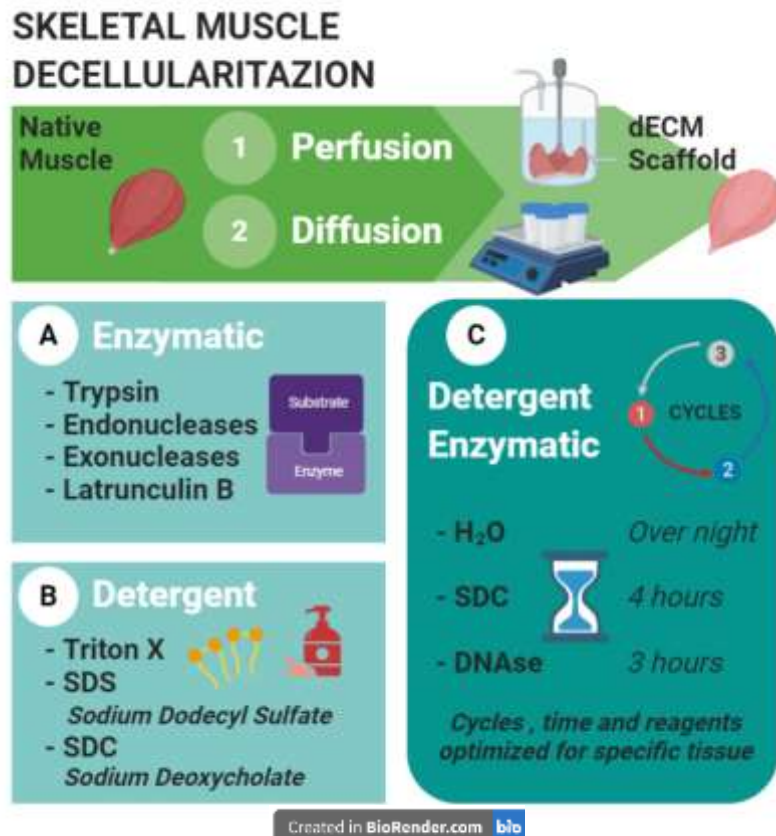 SKELETAL MUSCLE
DECELLULARITAZION
Native
Muscle
1 Perfusion
2 Diffusion
dECM
Scaffold
A Enzymatic
- Trypsin
- Endonucleases
- Exonucleases
- Latrunculin B
Substrate
Enzyme
B Detergent
- Triton X
- SDS
Sodium Dodecyl Sulfate
- SDC
Sodium Deoxycholate
C
Detergent
Enzymatic
3
1 CYCLES
2
- H₂O Over night
- SDC 4 hours
- DNAse 3 hours
Cycles , time and reagents
optimized for specific tissue
Created in BioRender.com bio